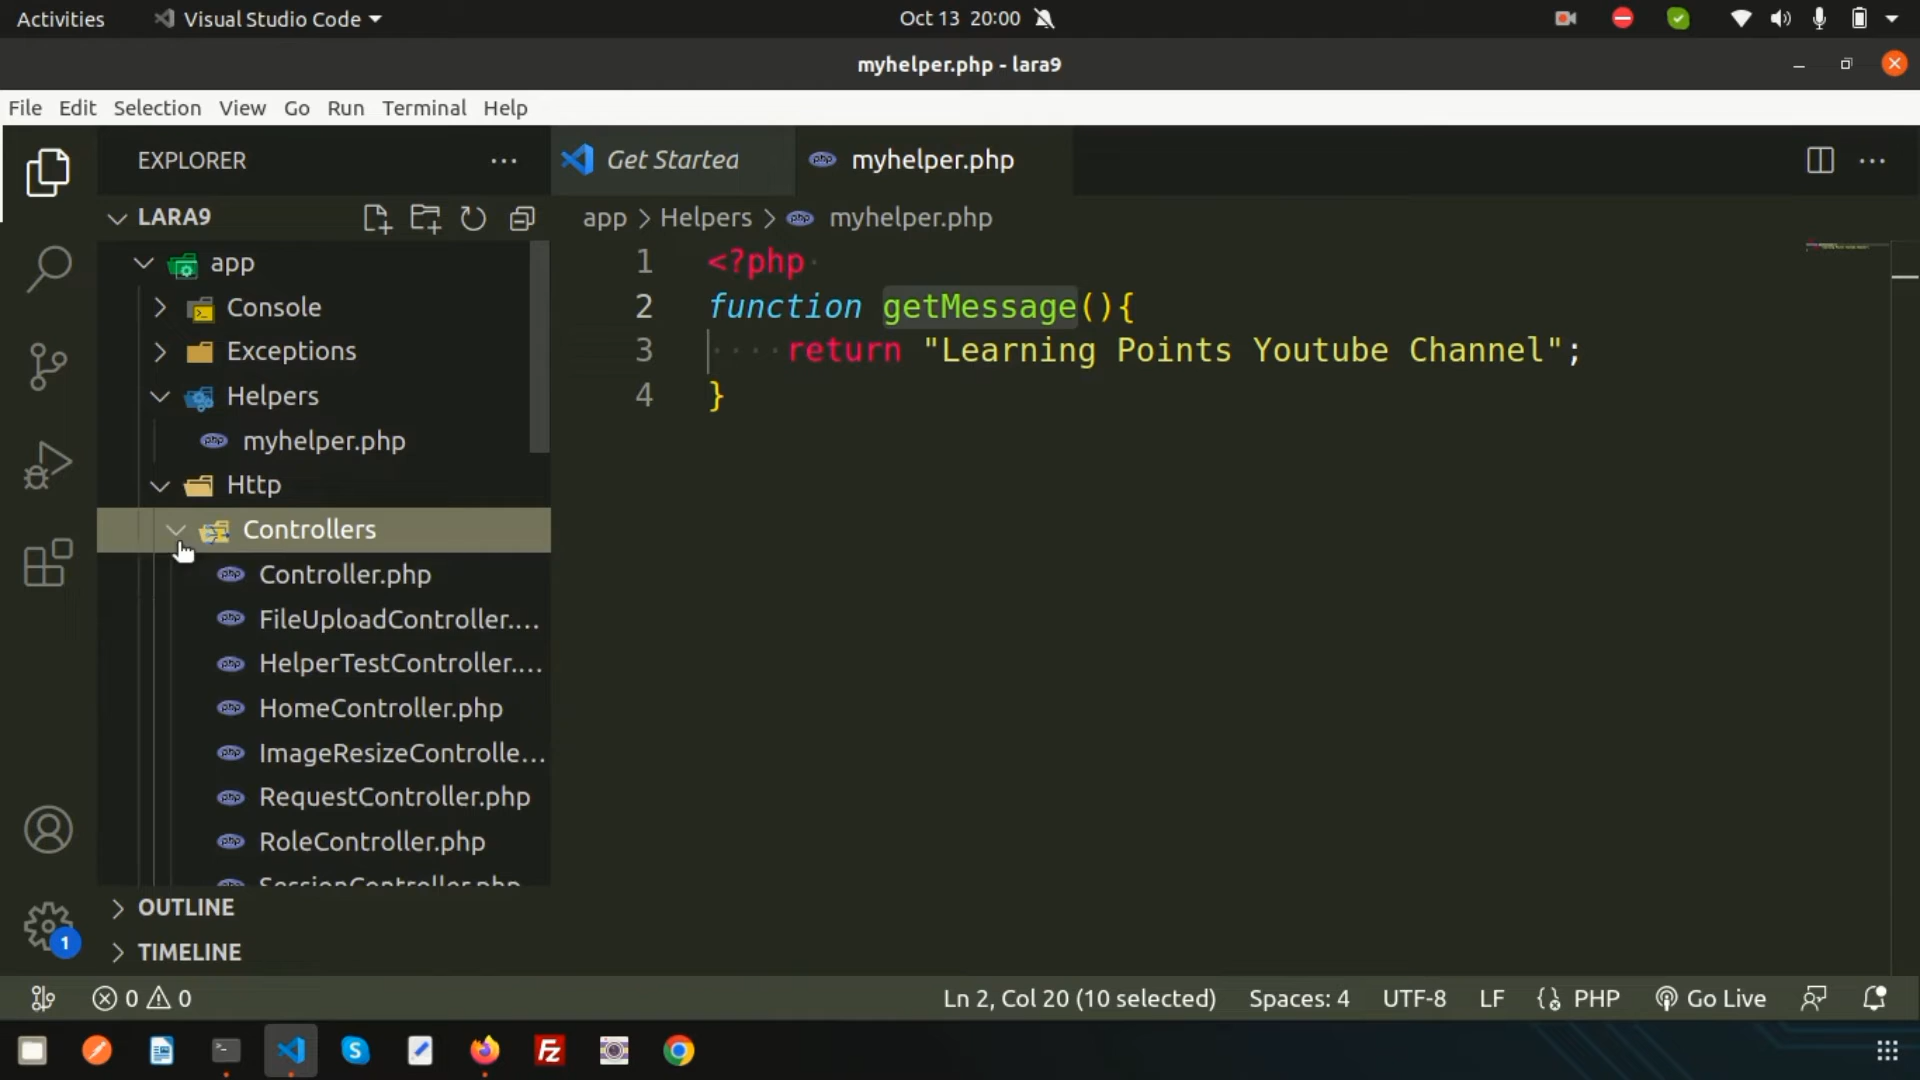 Activities Visual Studio Code Oct 13 20:00
myhelper.php - lara9
File Edit Selection View Go Run Terminal Help
EXPLORER Get Started myhelper.php
LARA9 app Helpers myhelper.php
app
Console
Exceptions
Helpers
myhelper.php
Http
Controllers
Controller.php
FileUploadController....
HelperTestController....
HomeController.php
ImageResizeControlle...
RequestController.php
RoleController.php
SessionController.php
OUTLINE
TIMELINE
1 <?php
2 function getMessage(){
3 return "Learning Points Youtube Channel";
4 }
1
0 0 Ln 2, Col 20 (10 selected) Spaces: 4 UTF-8 LF PHP Go Live